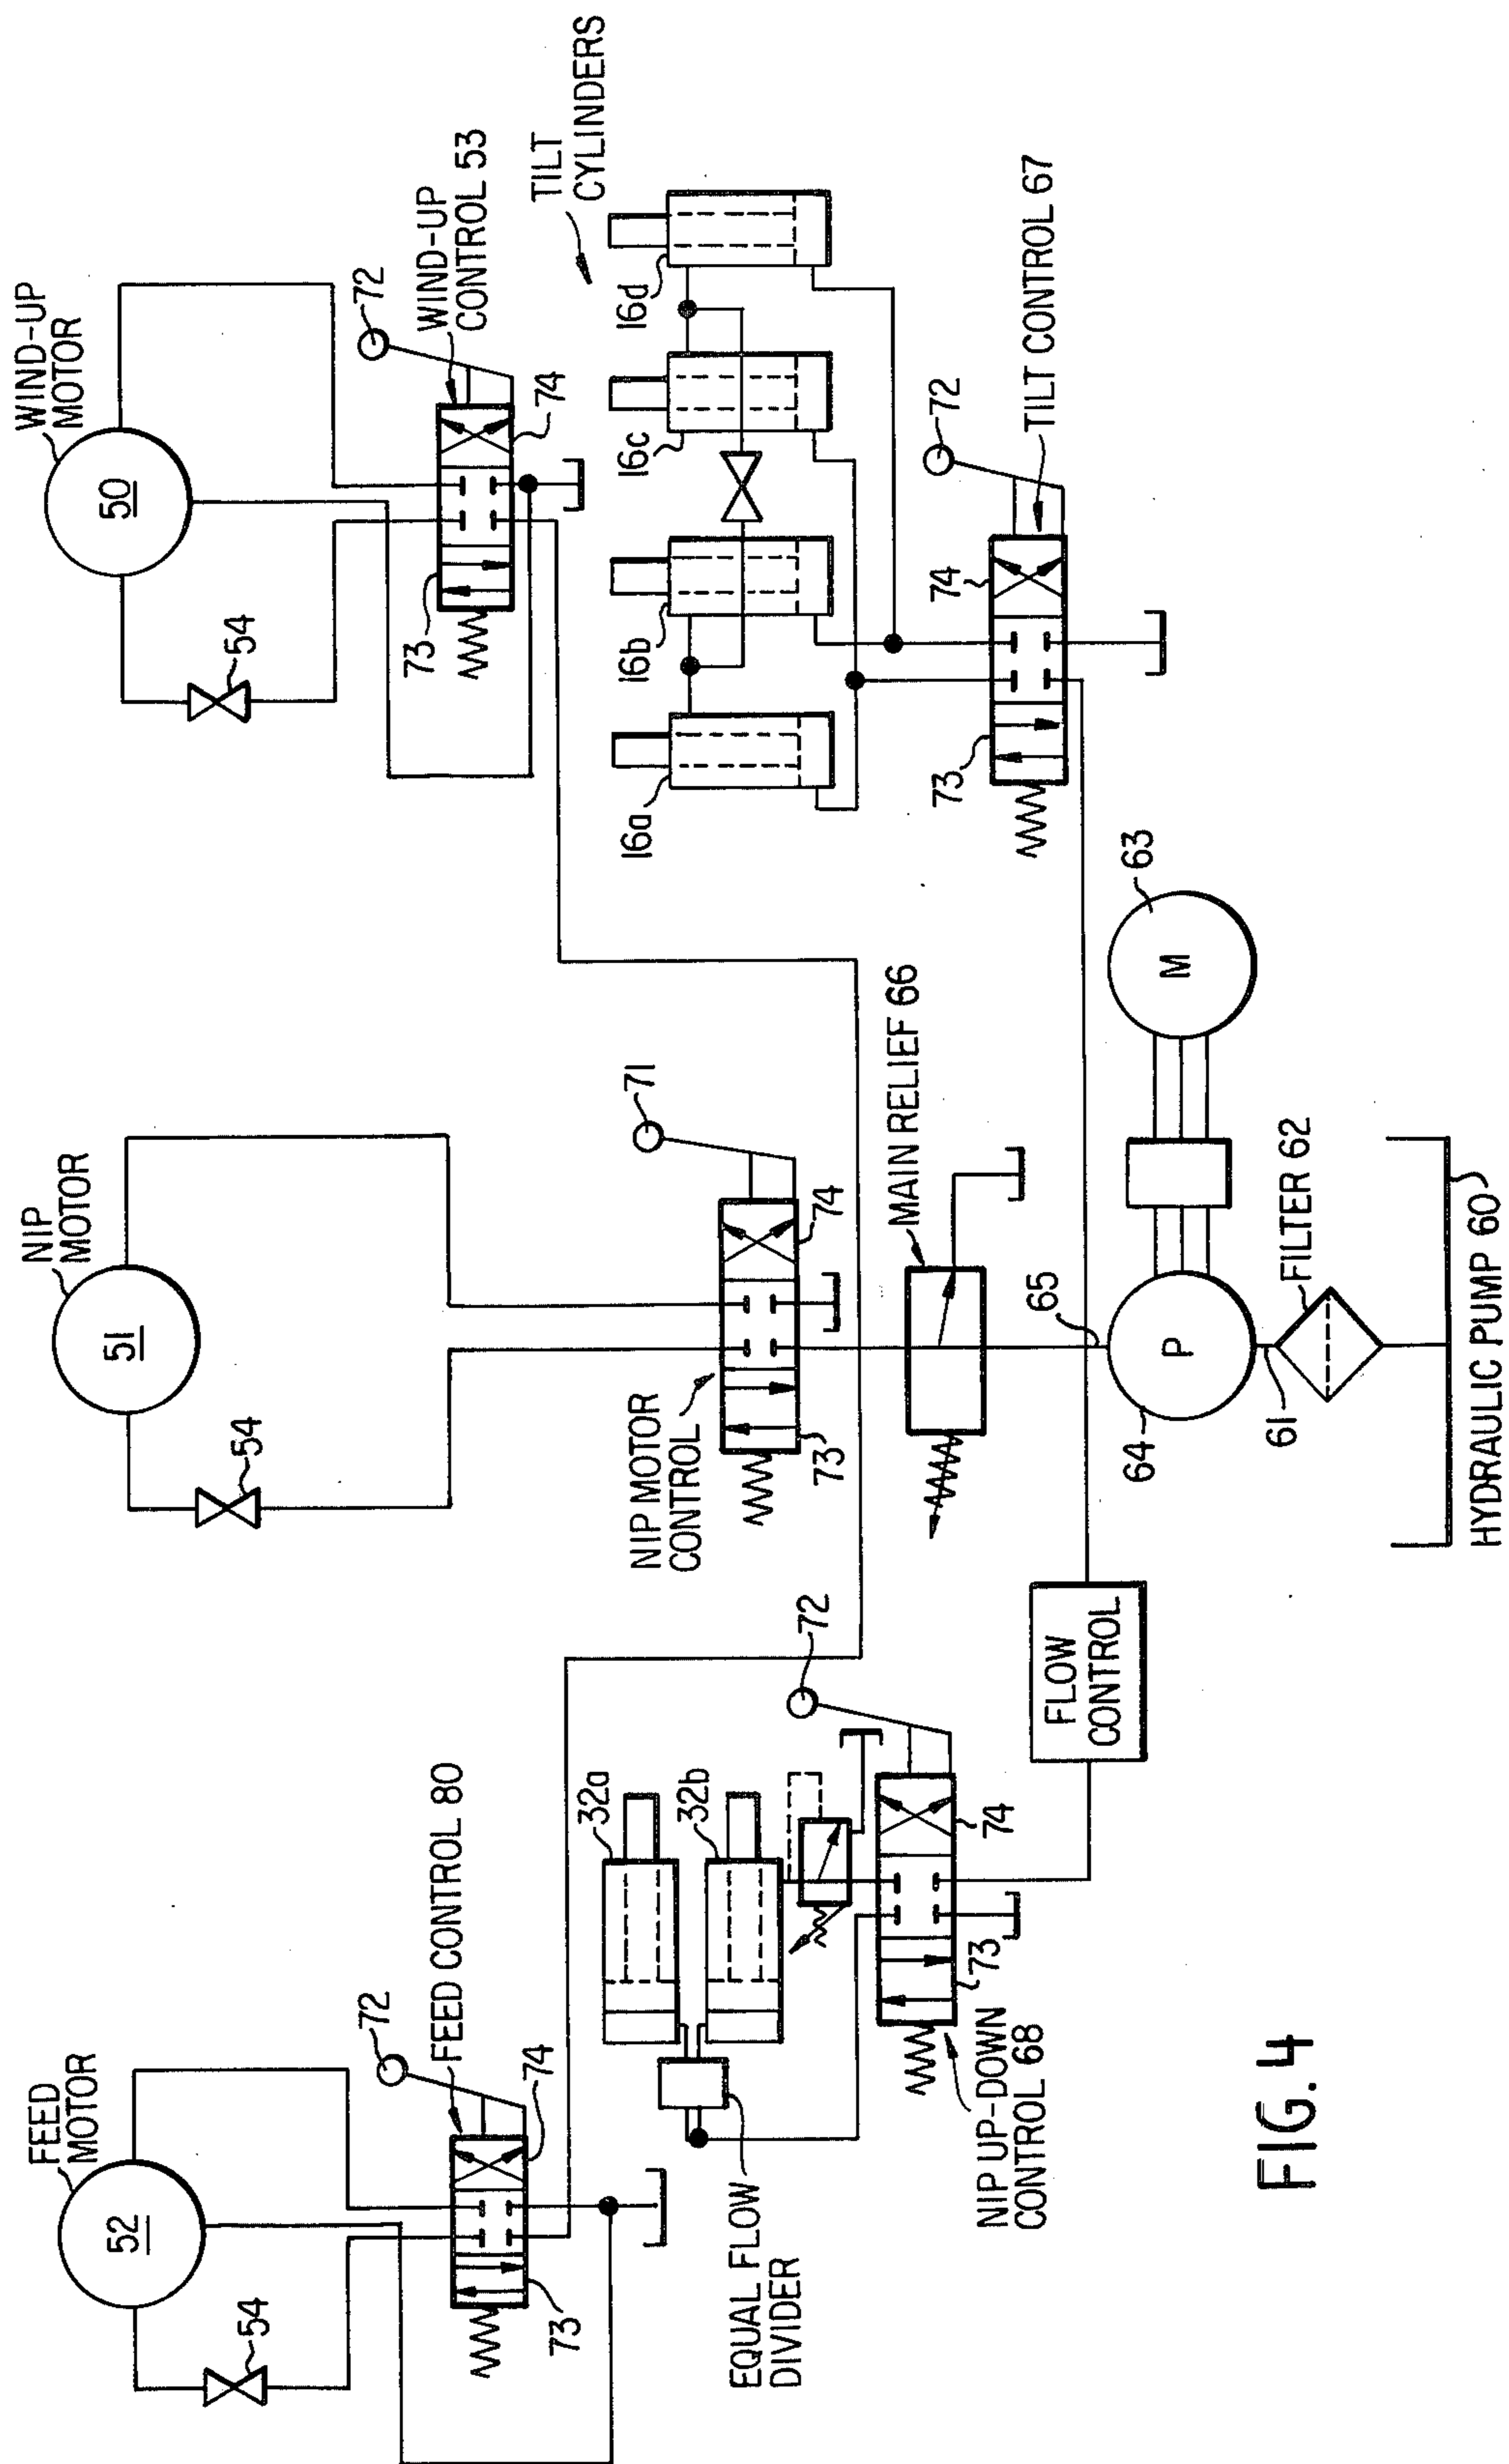 FEED
MOTOR
52
54
72
FEED CONTROL 80
73
74
NIP
MOTOR
51
54
71
NIP MOTOR
CONTROL
73
74
WIND-UP
MOTOR
50
54
72
WIND-UP
CONTROL 53
73
74
TILT
CYLINDERS
16a
16b
16c
16d
72
TILT CONTROL 67
73
74
EQUAL FLOW
DIVIDER
32a
32b
72
NIP UP-DOWN
CONTROL 68
73
74
FLOW
CONTROL
MAIN RELIEF 66
65
P
64
M
63
61
FILTER 62
HYDRAULIC PUMP 60
FIG. 4